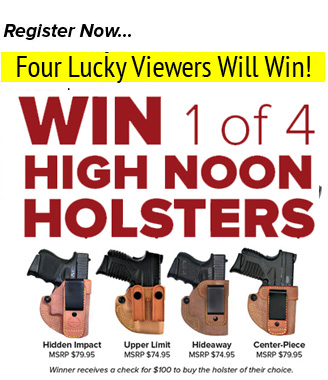 Register Now...
Four Lucky Viewers Will Win!
WIN 1 of 4
HIGH NOON
HOLSTERS
Hidden Impact Upper Limit Hideaway Center-Piece
MSRP $79.95 MSRP $74.95 MSRP $74.95 MSRP $79.95
Winner receives a check for $100 to buy the holster of their choice.